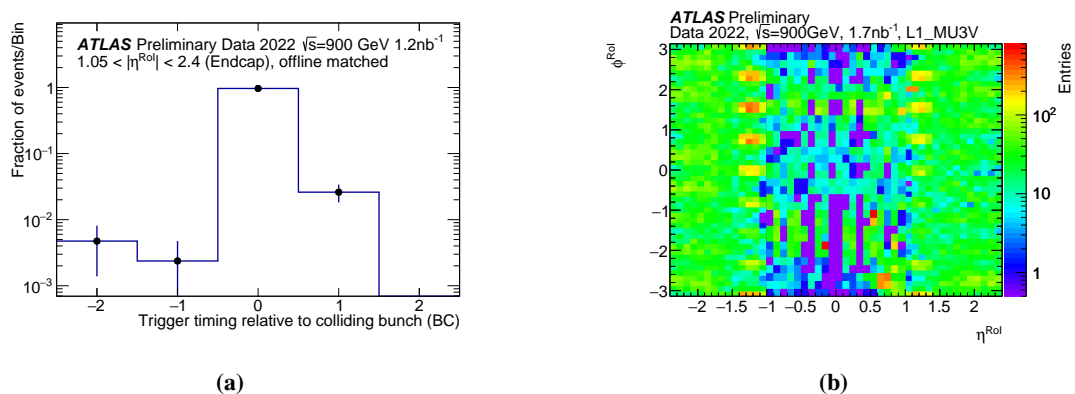 ATLAS Preliminary Data 2022 √s=900 GeV 1.2nb⁻¹
1.05 < |η^RoI| < 2.4 (Endcap), offline matched
Fraction of events/Bin
1
10⁻¹
10⁻²
10⁻³
−2 −1 0 1 2
Trigger timing relative to colliding bunch (BC)
(a)
ATLAS Preliminary
Data 2022, √s=900GeV, 1.7nb⁻¹, L1_MU3V
φ^RoI
3
2
1
0
−1
−2
−3
−2 −1.5 −1 −0.5 0 0.5 1 1.5 2
η^RoI
Entries
10²
10
1
(b)